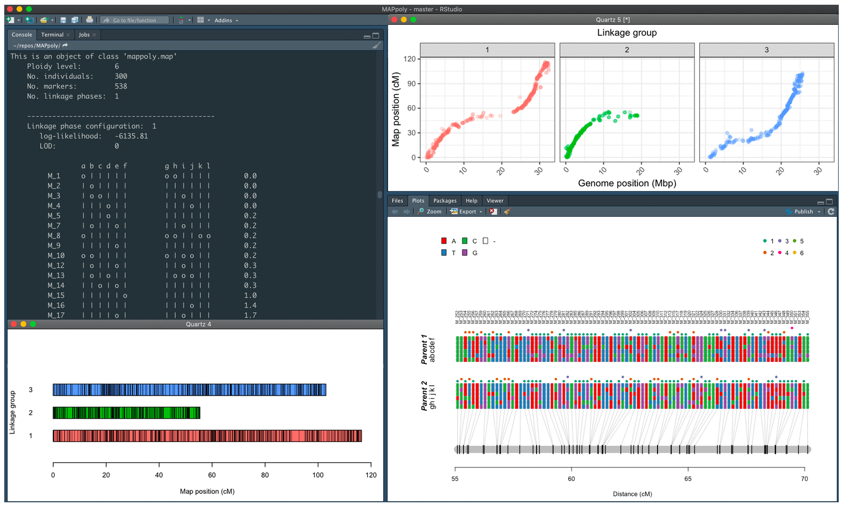 MAPpoly - master - RStudio
Go to file/function
Addins
Console Terminal Jobs
~/repos/MAPpoly/
This is an object of class 'mappoly.map'
Ploidy level: 6
No. individuals: 300
No. markers: 538
No. linkage phases: 1
---------------------------------------------
Linkage phase configuration: 1
log-likelihood: -6135.81
LOD: 0
a b c d e f g h i j k l
M_1 o | | | | | o o | | | | 0.0
M_2 0.0
M_3 0.0
M_4 0.0
M_5 0.2
M_7 0.2
M_8 0.2
M_9 0.2
M_10 0.2
M_12 0.3
M_13 0.3
M_14 0.3
M_15 1.0
M_16 1.4
M_17 1.7
Quartz 4
Linkage group
3
2
1
0 20 40 60 80 100 120
Map position (cM)
Quartz 5 [*]
Linkage group
1 2 3
Map position (cM)
120
90
60
30
0
0 10 20 30 0 10 20 30 0 10 20 30
Genome position (Mbp)
Files Plots Packages Help Viewer
Zoom Export Publish
A C - 1 3 5
T G 2 4 6
Parent 1
a b c d e f
Parent 2
g h i j k l
55 60 65 70
Distance (cM)